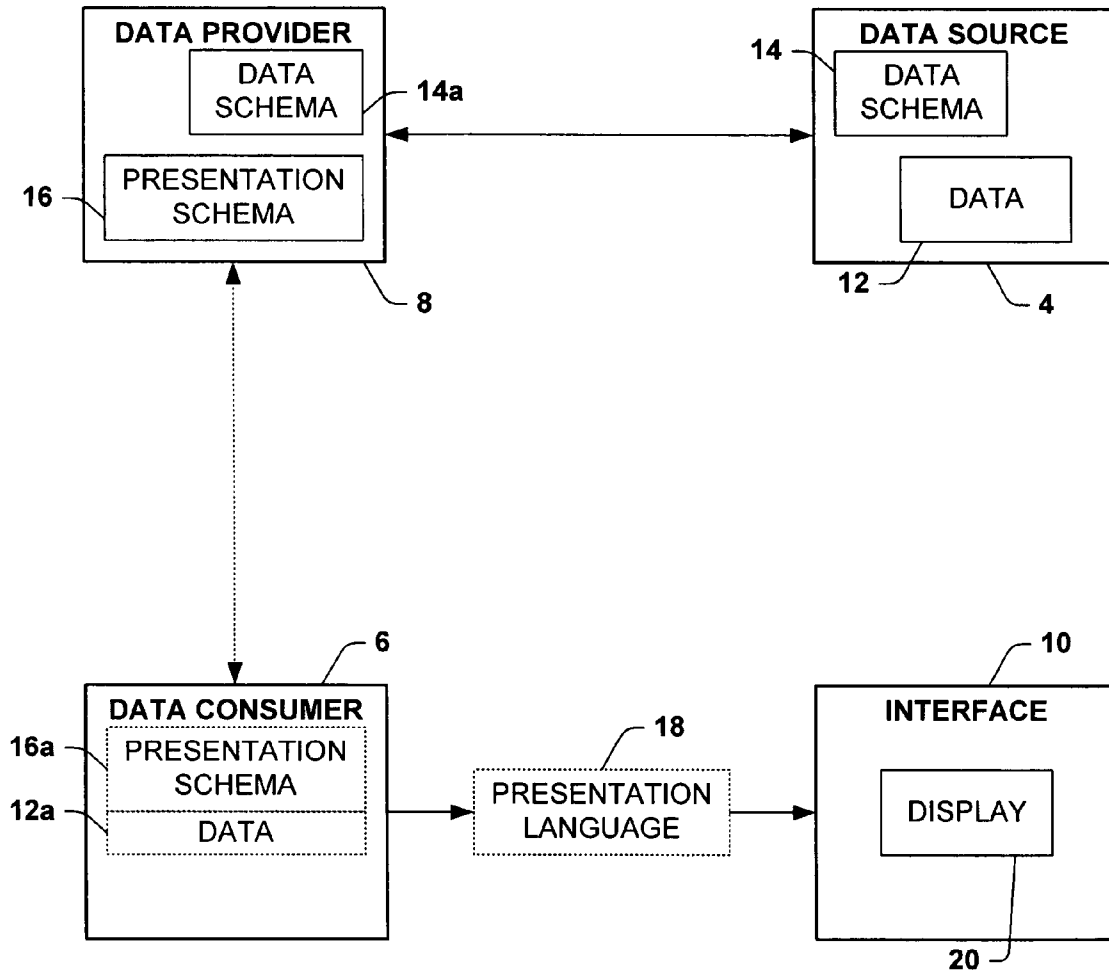 DATA PROVIDER
DATA
SCHEMA
14a
PRESENTATION
SCHEMA
16
8
DATA SOURCE
14
DATA
SCHEMA
DATA
12
4
6
DATA CONSUMER
16a
PRESENTATION
SCHEMA
12a
DATA
18
PRESENTATION
LANGUAGE
10
INTERFACE
DISPLAY
20